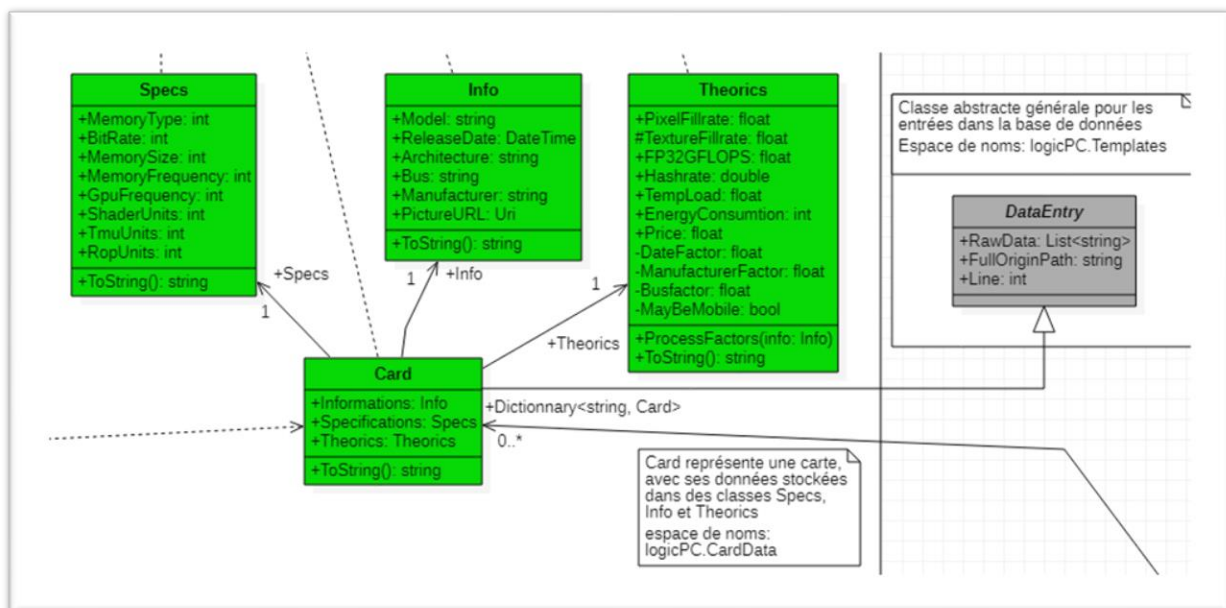 Specs
+MemoryType: int
+BitRate: int
+MemorySize: int
+MemoryFrequency: int
+GpuFrequency: int
+ShaderUnits: int
+TmuUnits: int
+RopUnits: int
+ToString(): string
Info
+Model: string
+ReleaseDate: DateTime
+Architecture: string
+Bus: string
+Manufacturer: string
+PictureURL: Uri
+ToString(): string
Theorics
+PixelFillrate: float
#TextureFillrate: float
+FP32GFLOPS: float
+Hashrate: double
+TempLoad: float
+EnergyConsumtion: int
+Price: float
-DateFactor: float
-ManufacturerFactor: float
-Busfactor: float
-MayBeMobile: bool
+ProcessFactors(info: Info)
+ToString(): string
Classe abstracte générale pour les
entrées dans la base de données
Espace de noms: logicPC.Templates
DataEntry
+RawData: List<string>
+FullOriginPath: string
+Line: int
+Specs
1
+Info
1
+Theorics
1
Card
+Informations: Info
+Specifications: Specs
+Theorics: Theorics
+ToString(): string
+Dictionnary<string, Card>
0..*
Card représente une carte,
avec ses données stockées
dans des classes Specs,
Info et Theorics
espace de noms:
logicPC.CardData